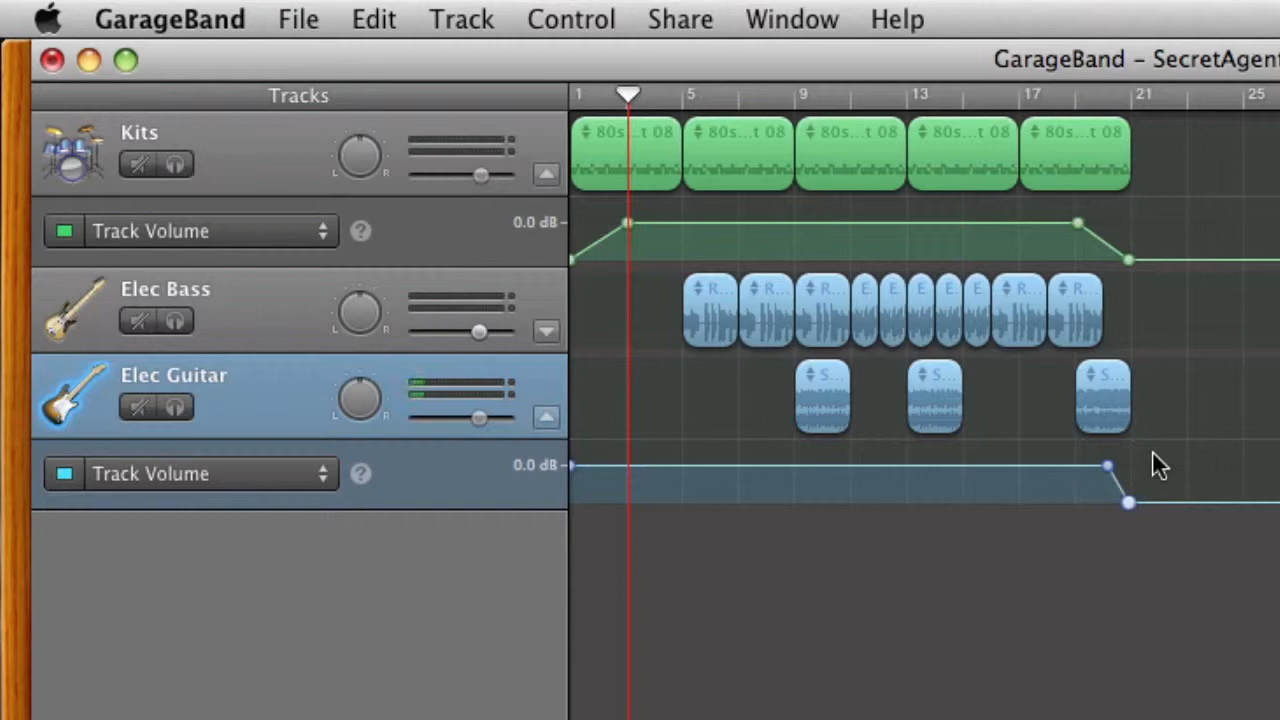 GarageBand File Edit Track Control Share Window Help
GarageBand – SecretAgent
Tracks 1 5 9 13 17 21 25
Kits 80s...t 08 80s...t 08 80s...t 08 80s...t 08 80s...t 08
L R
Track Volume ? 0.0 dB
Elec Bass R... R... R... E E E E E R... R...
L R
Elec Guitar S... S... S...
L R
Track Volume ? 0.0 dB